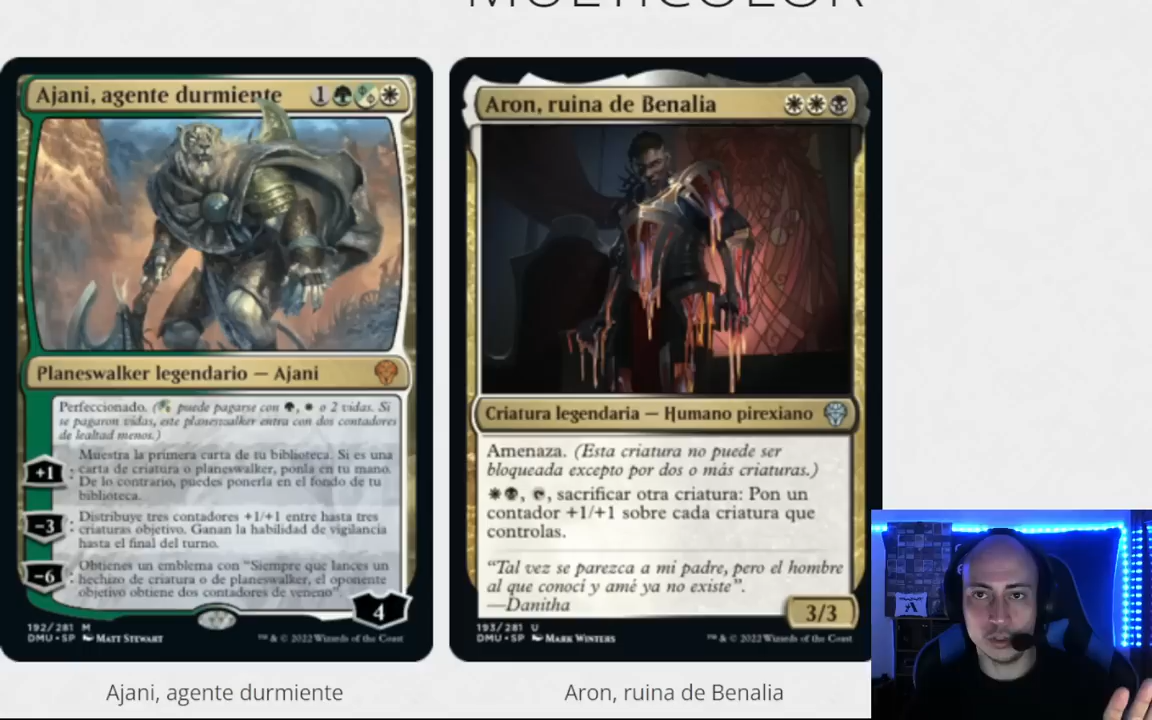 MULTICOLOR
Ajani, agente durmiente 1
Planeswalker legendario — Ajani
Perfeccionado. ( puede pagarse con , o 2 vidas. Si
se pagaron vidas, este planeswalker entra con dos contadores
de lealtad menos.)
+1: Muestra la primera carta de tu biblioteca. Si es una
carta de criatura o planeswalker, ponla en tu mano.
De lo contrario, puedes ponerla en el fondo de tu
biblioteca.
−3: Distribuye tres contadores +1/+1 entre hasta tres
criaturas objetivo. Ganan la habilidad de vigilancia
hasta el final del turno.
−6: Obtienes un emblema con "Siempre que lances un
hechizo de criatura o de planeswalker, el oponente
objetivo obtiene dos contadores de veneno".
4
192/281 M
DMU • SP MATT STEWART
™ & © 2022 Wizards of the Coast
Ajani, agente durmiente
Aron, ruina de Benalia
Criatura legendaria — Humano pirexiano
Amenaza. (Esta criatura no puede ser
bloqueada excepto por dos o más criaturas.)
, , sacrificar otra criatura: Pon un
contador +1/+1 sobre cada criatura que
controlas.
"Tal vez se parezca a mi padre, pero el hombre
al que conocí y amé ya no existe".
—Danitha
3/3
193/281 U
DMU • SP MARK WINTERS
™ & © 2022 Wizards of the Coast
Aron, ruina de Benalia